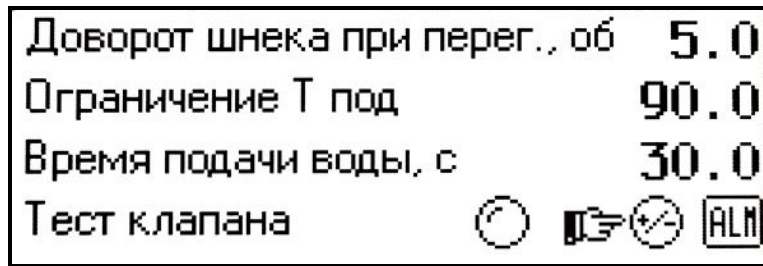 Доворот шнека при перег., об 5.0
Ограничение Т под 90.0
Время подачи воды, с 30.0
Тест клапана +/- ALM